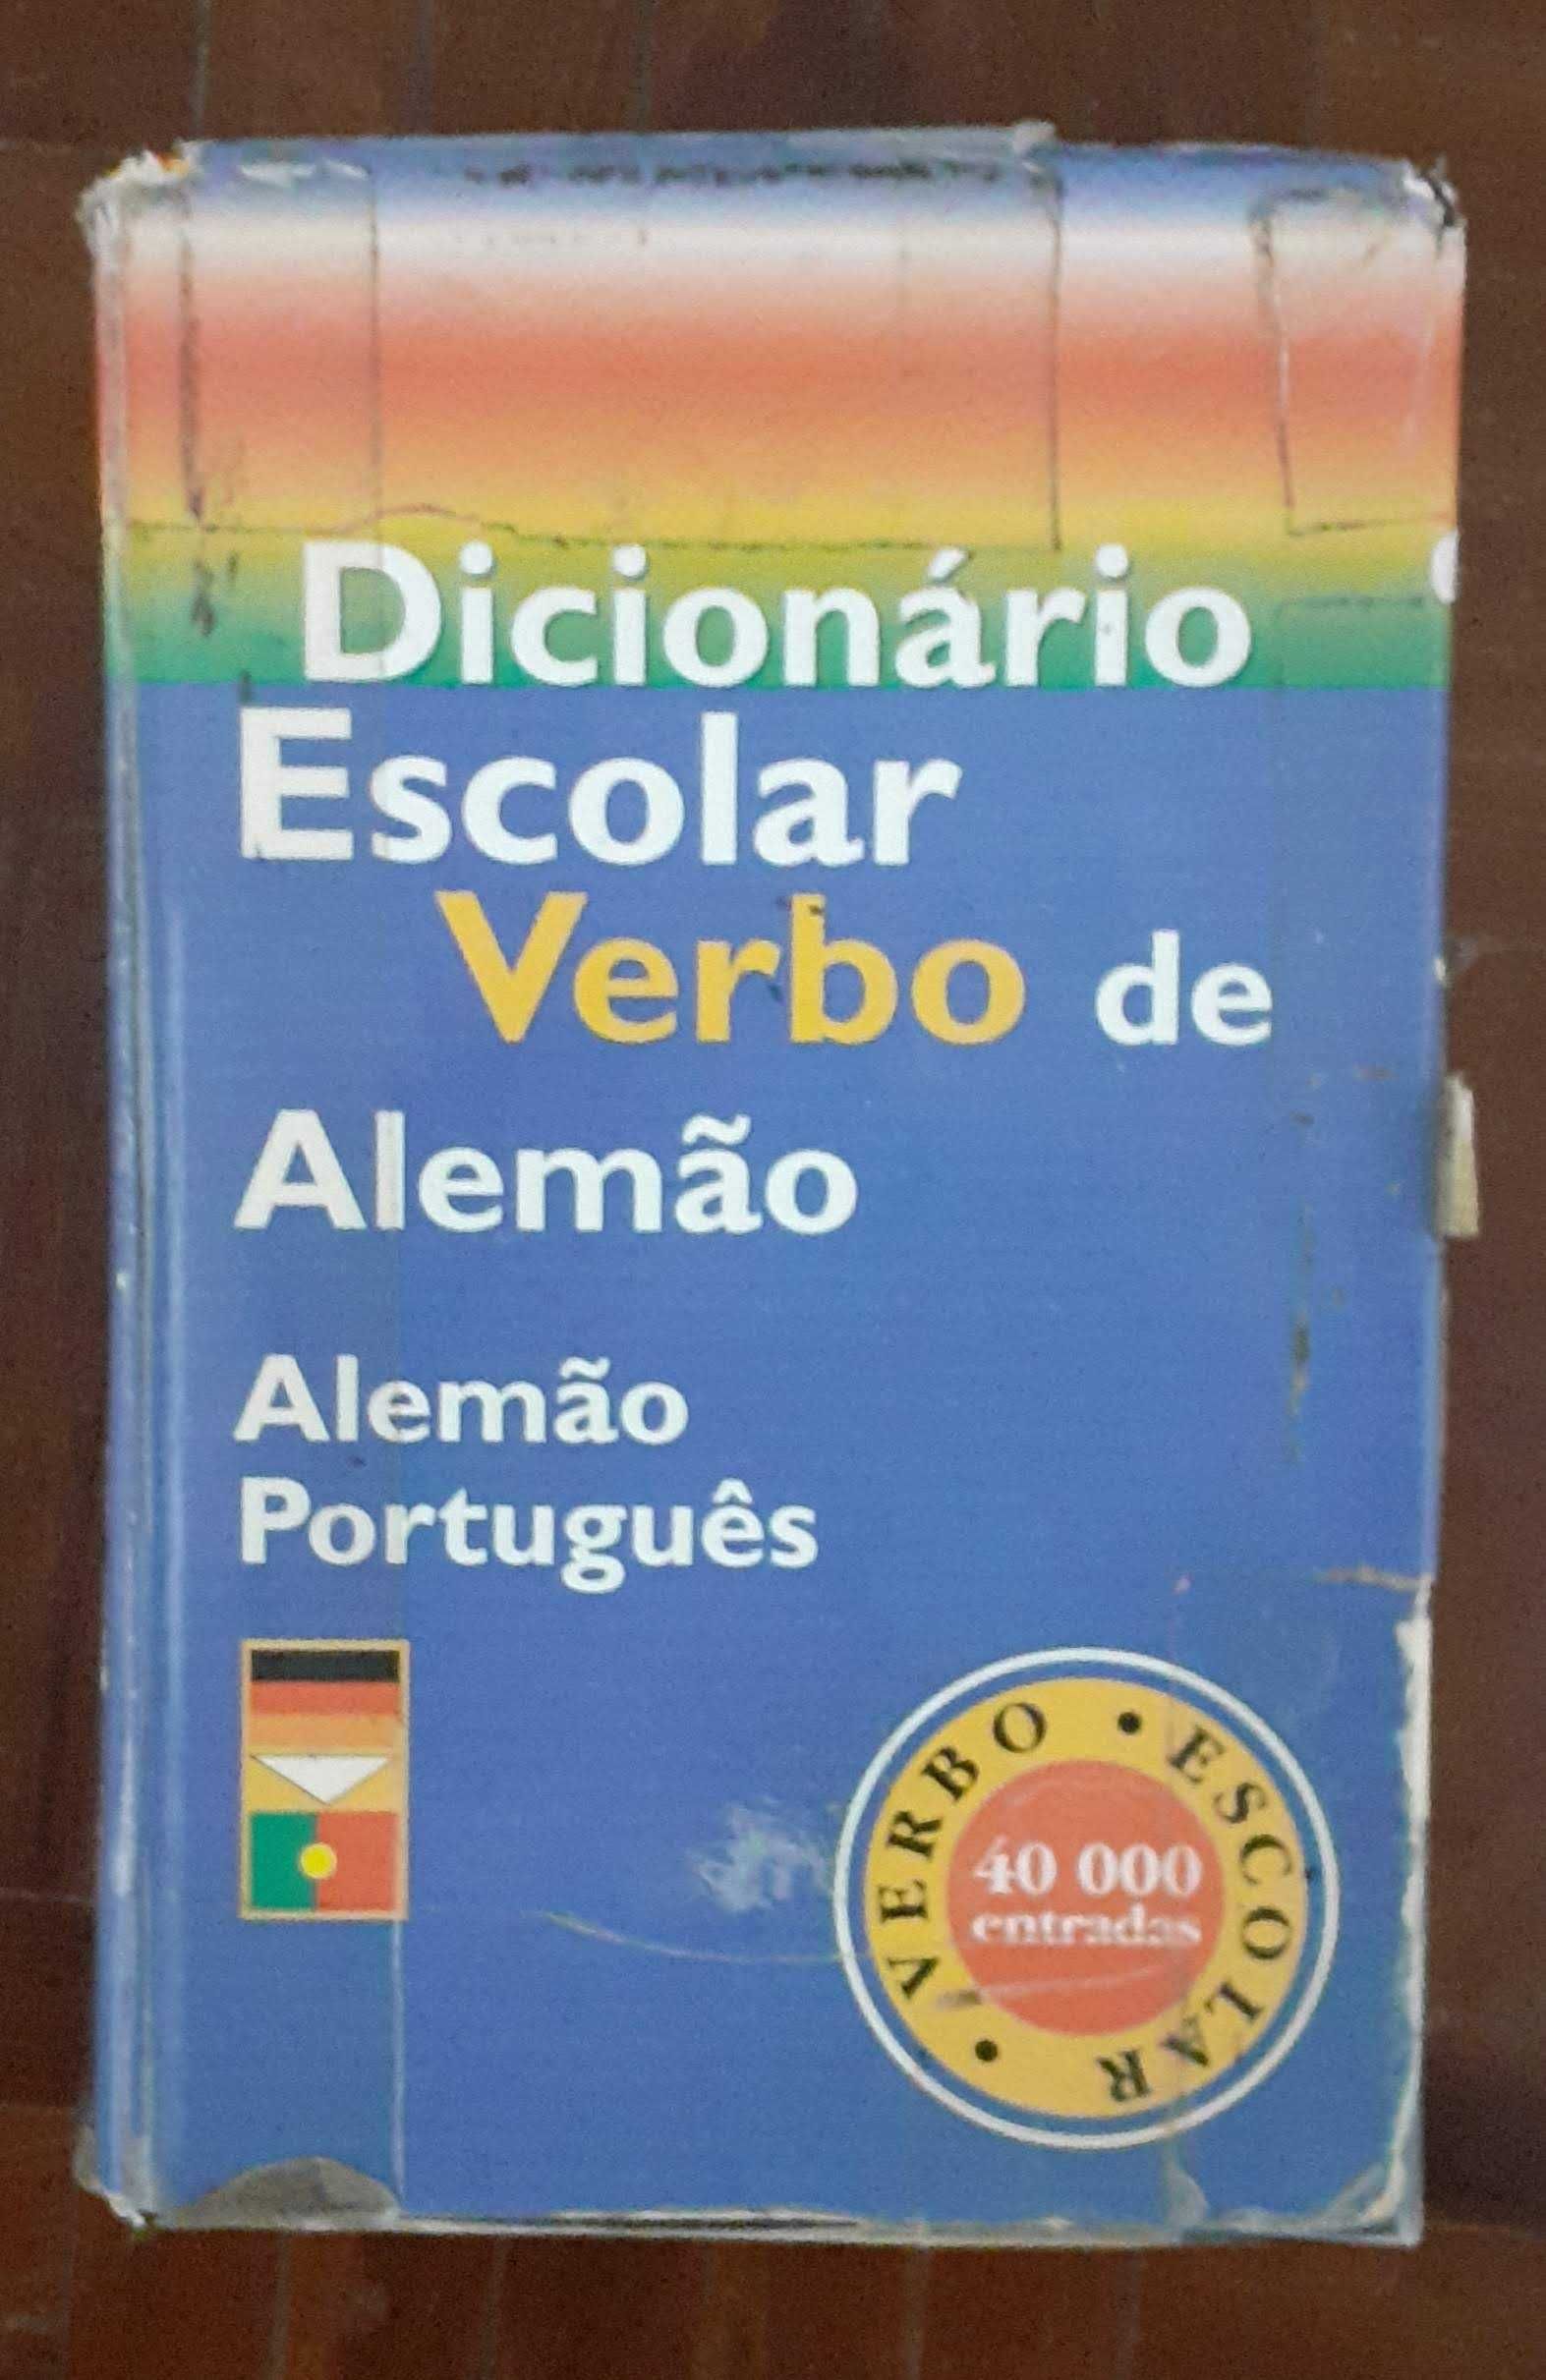 Dicionário
Escolar
Verbo de
Alemão
Alemão
Português
VERBO • ESCOLAR •
40 000
entradas